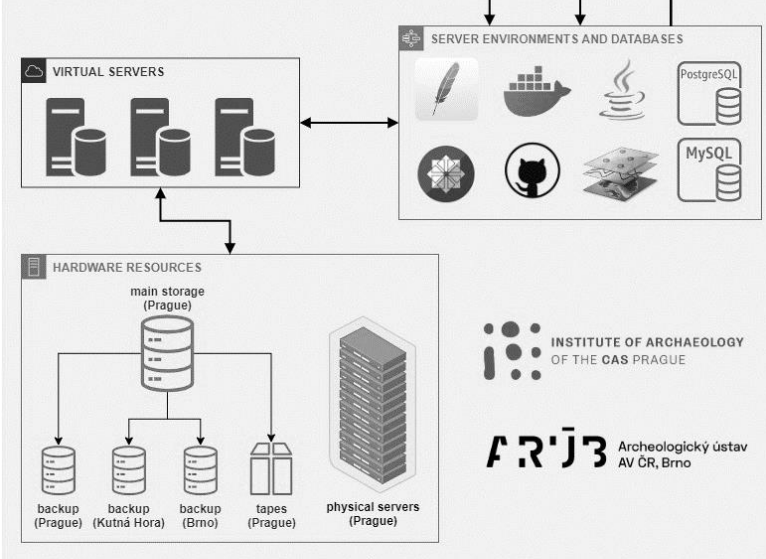 SERVER ENVIRONMENTS AND DATABASES
VIRTUAL SERVERS
PostgreSQL
MySQL
HARDWARE RESOURCES
main storage
(Prague)
backup
(Prague)
backup
(Kutná Hora)
backup
(Brno)
tapes
(Prague)
physical servers
(Prague)
INSTITUTE OF ARCHAEOLOGY
OF THE CAS PRAGUE
ARÚB
Archeologický ústav
AV ČR, Brno